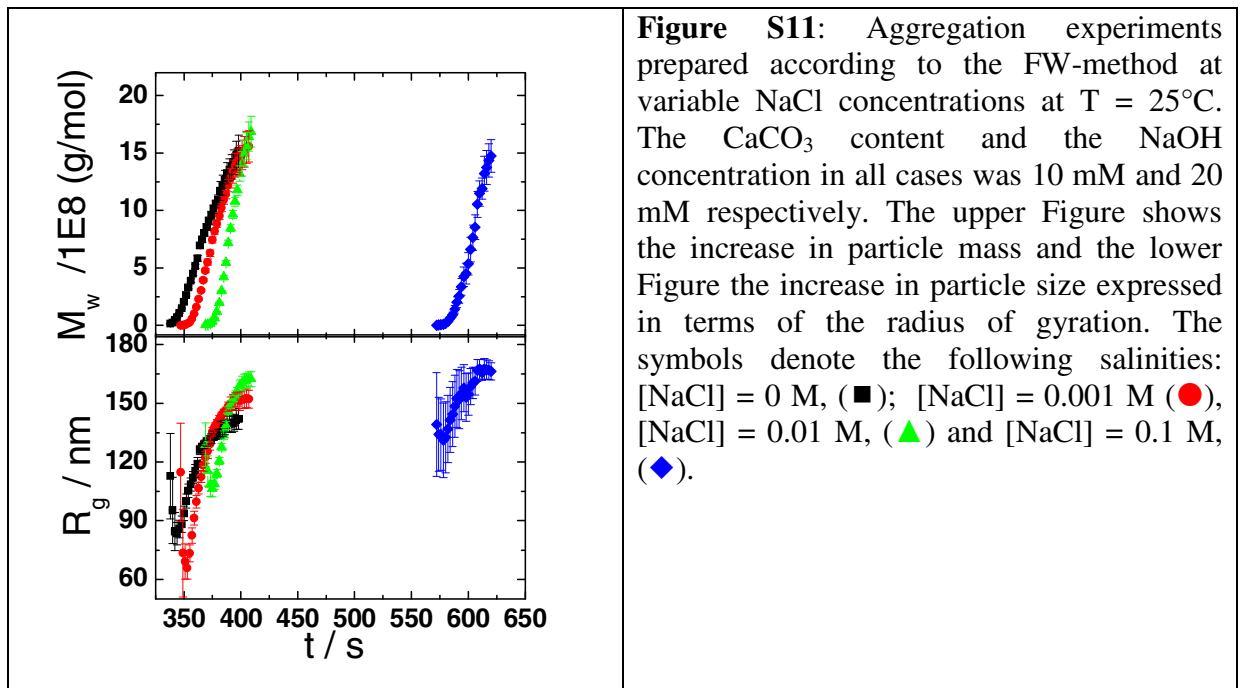 20
15
10
5
0
M_w /1E8 (g/mol)
180
150
120
90
60
R_g / nm
350 400 450 500 550 600 650
t / s
Figure S11: Aggregation experiments
prepared according to the FW-method at
variable NaCl concentrations at T = 25°C.
The CaCO₃ content and the NaOH
concentration in all cases was 10 mM and 20
mM respectively. The upper Figure shows
the increase in particle mass and the lower
Figure the increase in particle size expressed
in terms of the radius of gyration. The
symbols denote the following salinities:
[NaCl] = 0 M, (■); [NaCl] = 0.001 M (●),
[NaCl] = 0.01 M, (▲) and [NaCl] = 0.1 M,
(◆).